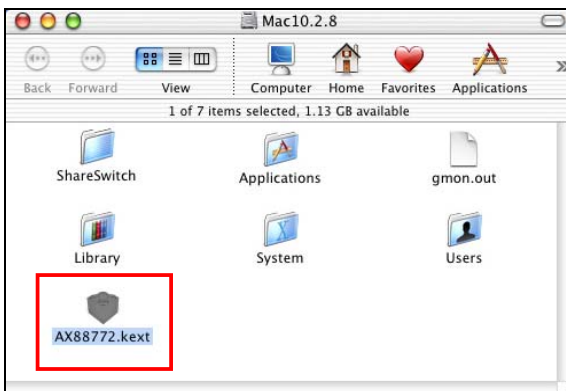 Mac10.2.8
Back Forward View Computer Home Favorites Applications
1 of 7 items selected, 1.13 GB available
ShareSwitch Applications gmon.out
Library System Users
AX88772.kext